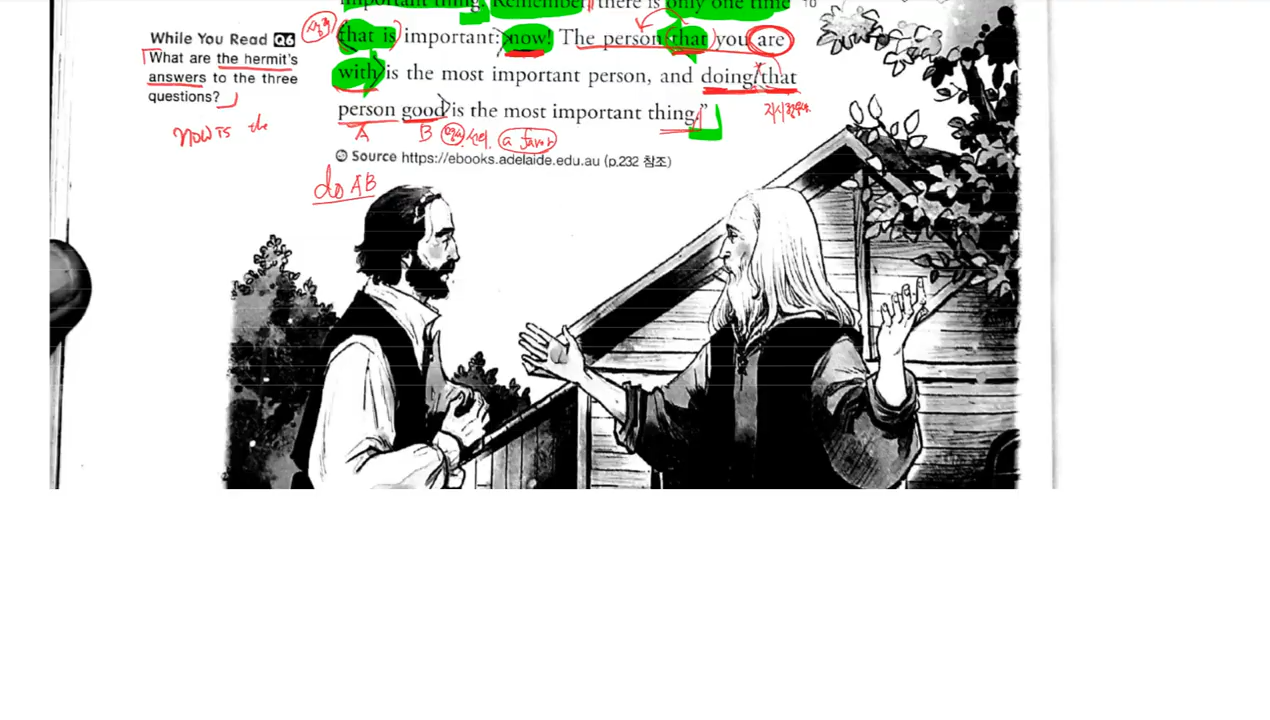 important thing. Remember, there is only one time 10
that is important: now! The person that you are
with is the most important person, and doing that
person good is the most important thing."
While You Read Q6
What are the hermit's
answers to the three
questions?
now is the
A B a favor
do AB
Source https://ebooks.adelaide.edu.au (p.232 참조)